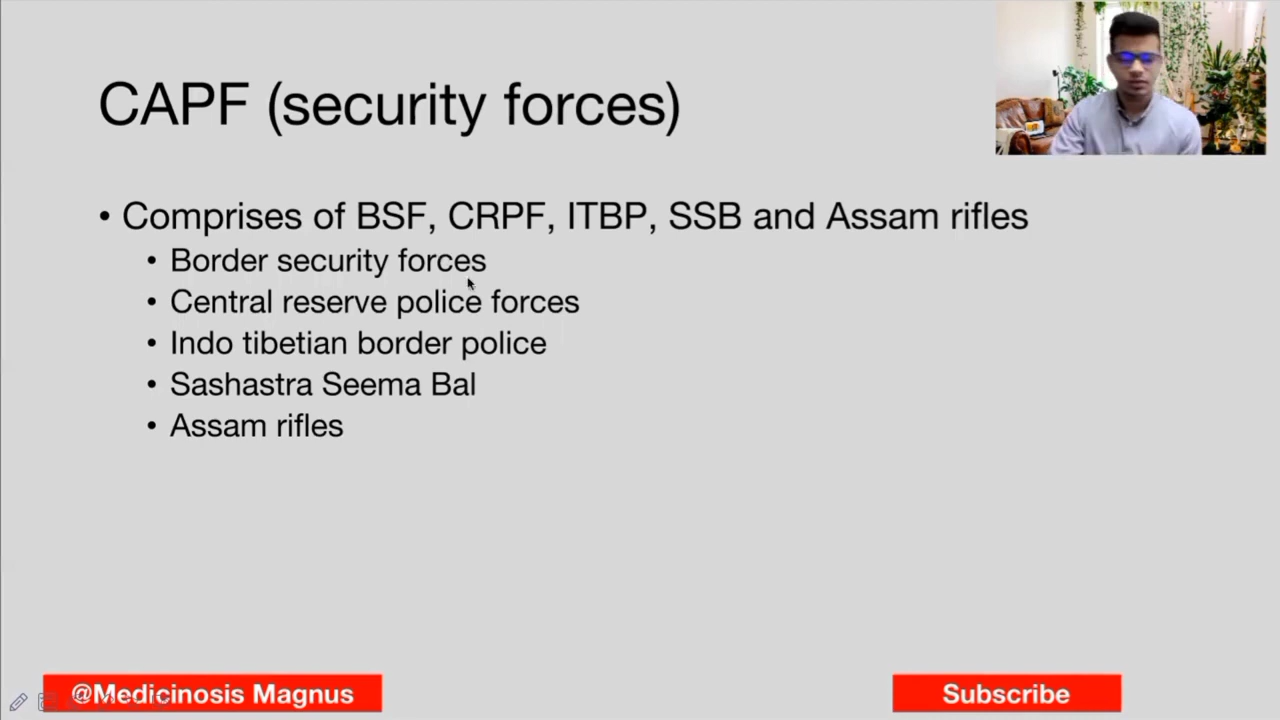 CAPF (security forces)
• Comprises of BSF, CRPF, ITBP, SSB and Assam rifles
• Border security forces
• Central reserve police forces
• Indo tibetian border police
• Sashastra Seema Bal
• Assam rifles
@Medicinosis Magnus
Subscribe